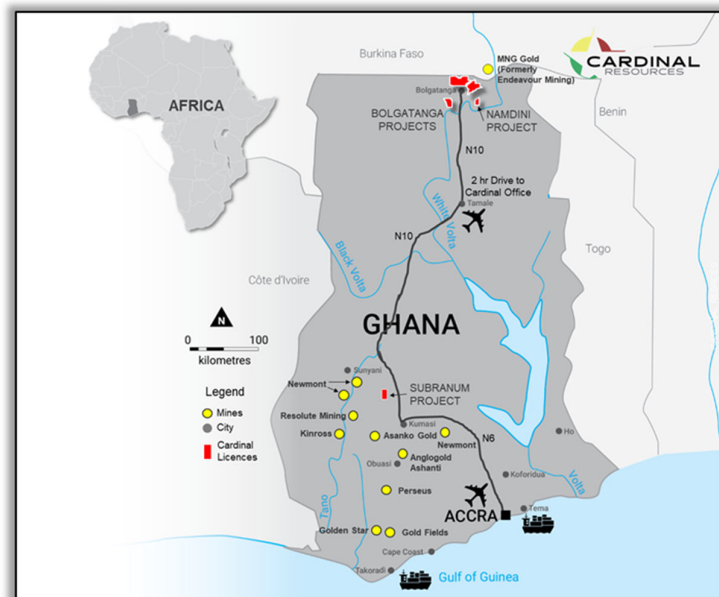 Burkina Faso
MNG Gold
(Formerly
Endeavour Mining)
CARDINAL
RESOURCES
AFRICA
Bolgatanga
BOLGATANGA
PROJECTS
NAMDINI
PROJECT
Benin
N10
2 hr Drive to
Cardinal Office
Tamale
White Volta
N10
Black Volta
Togo
Côte d'Ivoire
N
0 100
kilometres
GHANA
Legend
Mines
City
Cardinal
Licences
Sunyani
Newmont
SUBRANUM
PROJECT
Resolute Mining
Kumasi
Kinross
Asanko Gold
Newmont
N6
Ho
Anglogold
Ashanti
Obuasi
Koforidua
Volta
Perseus
Tano
ACCRA
Tema
Golden Star
Gold Fields
Cape Coast
Takoradi
Gulf of Guinea